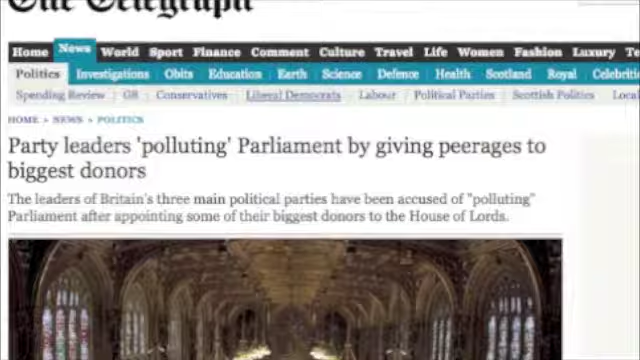 The Telegraph
Home News World Sport Finance Comment Culture Travel Life Women Fashion Luxury
Politics Investigations Obits Education Earth Science Defence Health Scotland Royal
Spending Review G8 Conservatives Liberal Democrats Labour Political Parties Scottish Politics
HOME » NEWS » POLITICS
Party leaders 'polluting' Parliament by giving peerages to
biggest donors
The leaders of Britain's three main political parties have been accused of "polluting"
Parliament after appointing some of their biggest donors to the House of Lords.